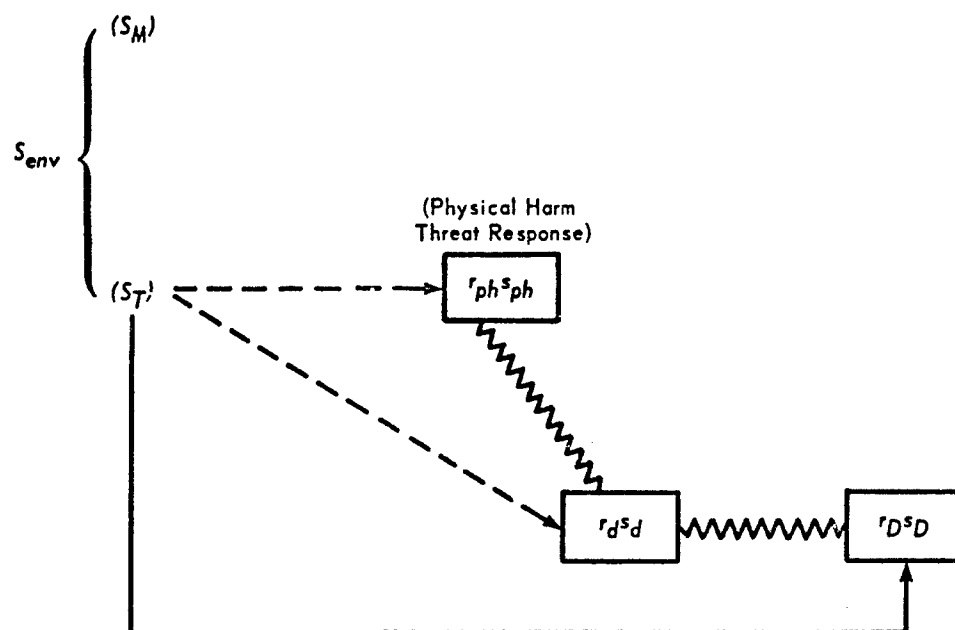 (S_M)
S_env
(Physical Harm
Threat Response)
r_ph s_ph
(S_T)
r_d s_d
r_D s_D